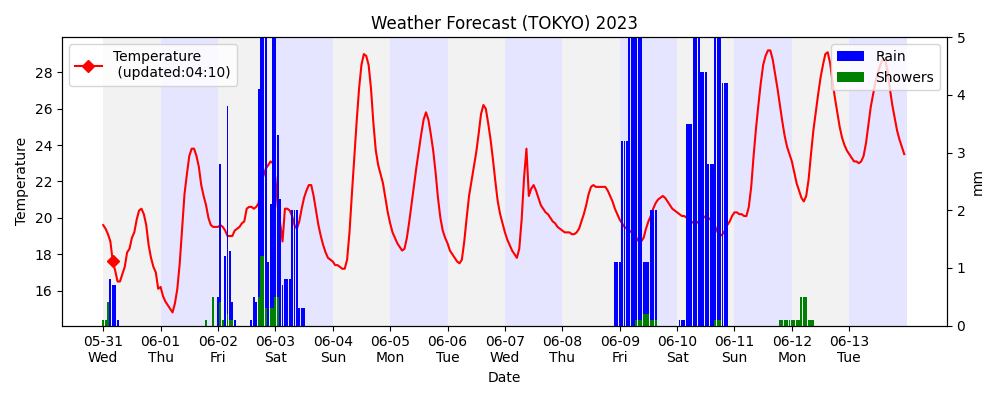 Weather Forecast (TOKYO) 2023
Temperature
(updated:04:10)
Rain
Showers
Temperature
28
26
24
22
20
18
16
5
4
3
2
1
0
mm
05-31 06-01 06-02 06-03 06-04 06-05 06-06 06-07 06-08 06-09 06-10 06-11 06-12 06-13
Wed Thu Fri Sat Sun Mon Tue Wed Thu Fri Sat Sun Mon Tue
Date